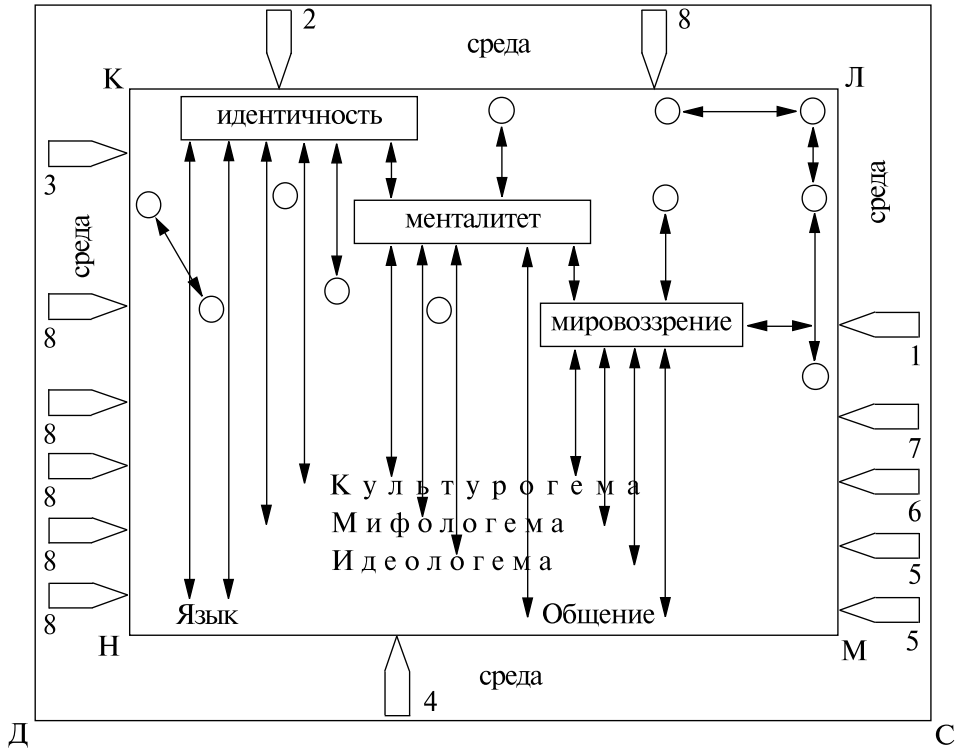 2
8
среда
К
Л
идентичность
3
среда
среда
менталитет
мировоззрение
8
1
8
7
8
Культурогема
6
Мифологема
8
5
Идеологема
8
Язык
Общение
5
Н
М
4
среда
Д
С